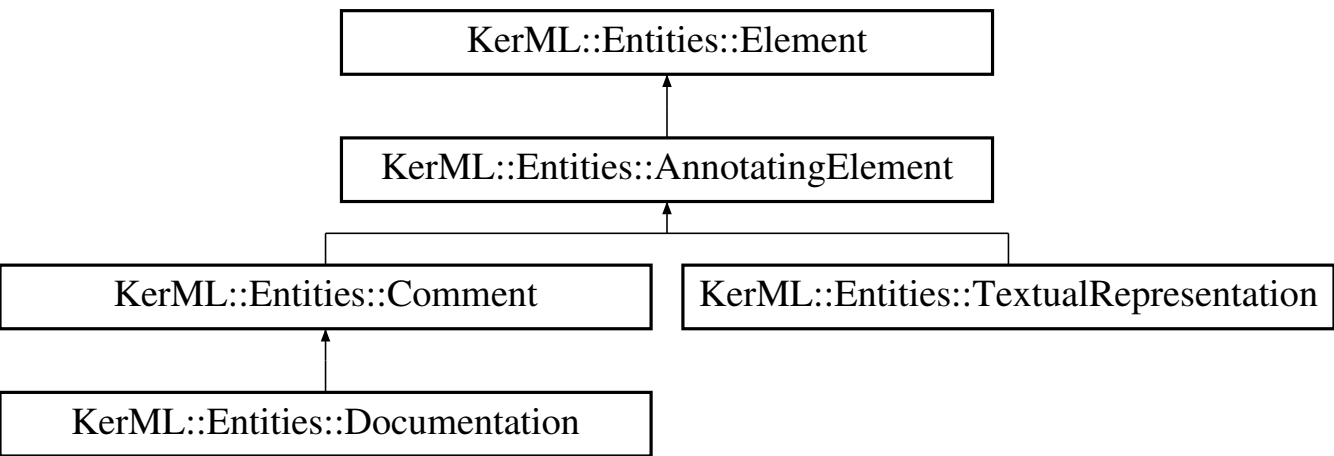 KerML::Entities::Element
KerML::Entities::AnnotatingElement
KerML::Entities::Comment
KerML::Entities::TextualRepresentation
KerML::Entities::Documentation